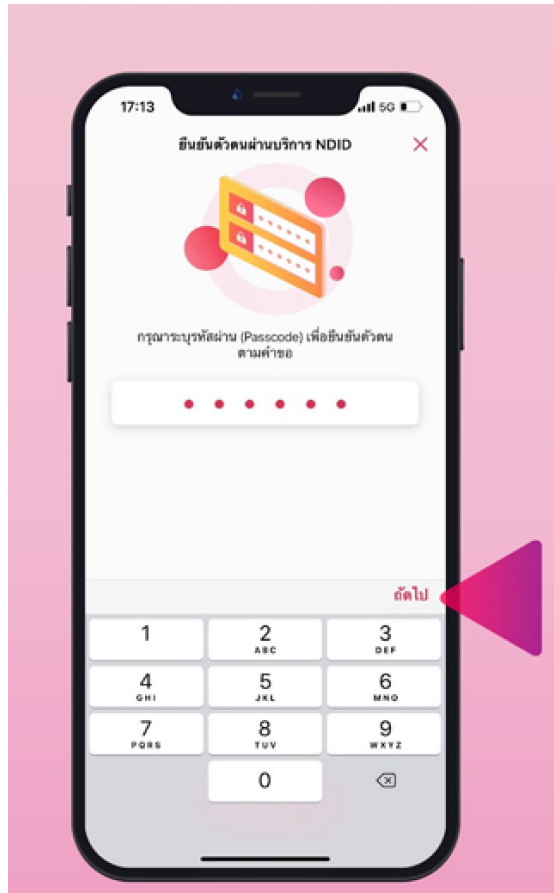 17:13
5G
ยืนยันตัวตนผ่านบริการ NDID
กรุณาระบุรหัสผ่าน (Passcode) เพื่อยืนยันตัวตน
ตามคำขอ
ถัดไป
1 2 3
ABC DEF
4 5 6
GHI JKL MNO
7 8 9
PQRS TUV WXYZ
0